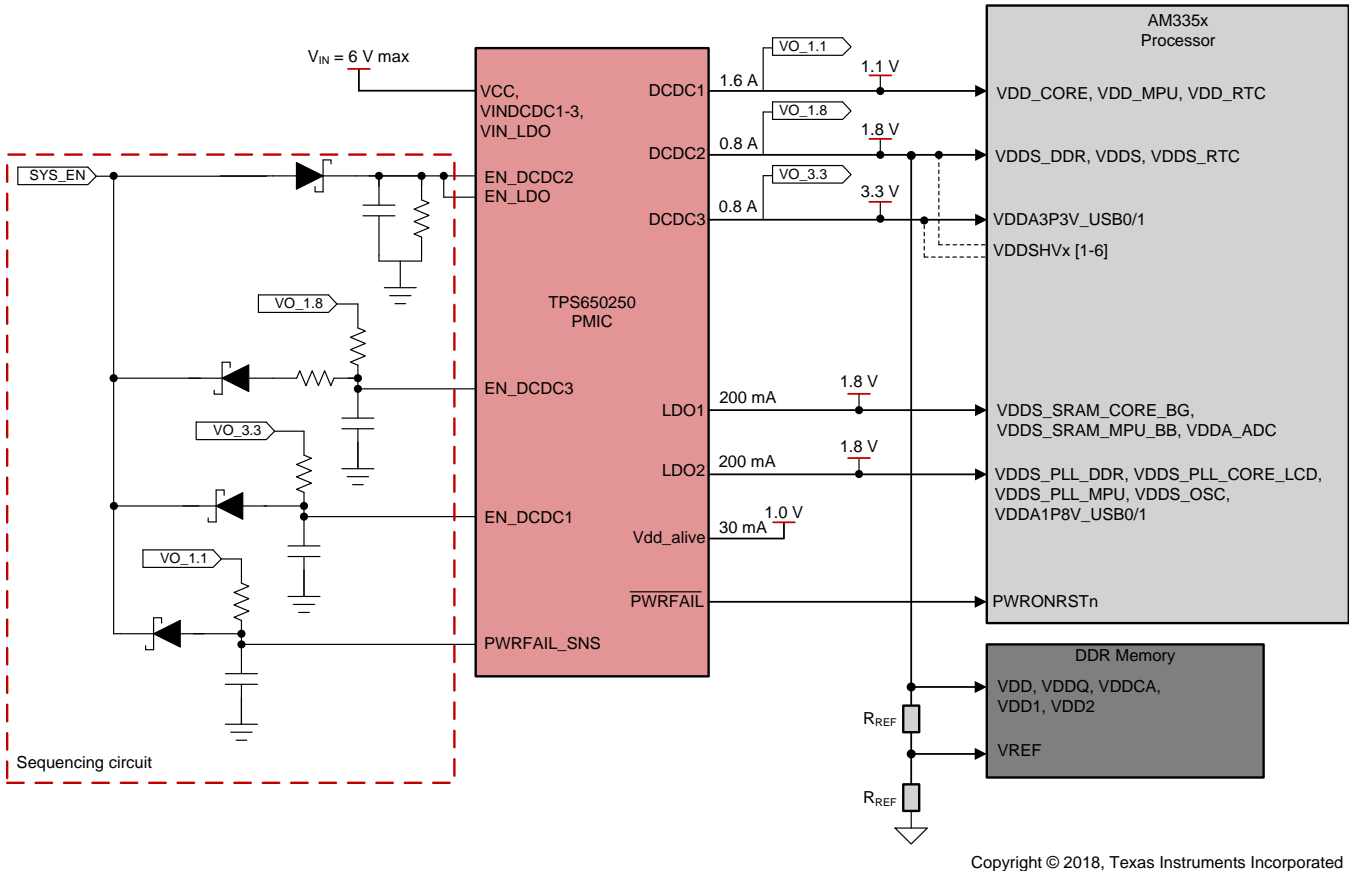 V_IN = 6 V max
SYS_EN
VO_1.8
VO_3.3
VO_1.1
Sequencing circuit
VCC,
VINDCDC1-3,
VIN_LDO
EN_DCDC2
EN_LDO
TPS650250
PMIC
EN_DCDC3
EN_DCDC1
PWRFAIL_SNS
DCDC1
DCDC2
DCDC3
LDO1
LDO2
Vdd_alive
PWRFAIL
VO_1.1
1.6 A
1.1 V
VO_1.8
0.8 A
1.8 V
VO_3.3
0.8 A
3.3 V
200 mA
1.8 V
200 mA
1.8 V
30 mA
1.0 V
R_REF
R_REF
AM335x
Processor
VDD_CORE, VDD_MPU, VDD_RTC
VDDS_DDR, VDDS, VDDS_RTC
VDDA3P3V_USB0/1
VDDSHVx [1-6]
VDDS_SRAM_CORE_BG,
VDDS_SRAM_MPU_BB, VDDA_ADC
VDDS_PLL_DDR, VDDS_PLL_CORE_LCD,
VDDS_PLL_MPU, VDDS_OSC,
VDDA1P8V_USB0/1
PWRONRSTn
DDR Memory
VDD, VDDQ, VDDCA,
VDD1, VDD2
VREF
Copyright © 2018, Texas Instruments Incorporated